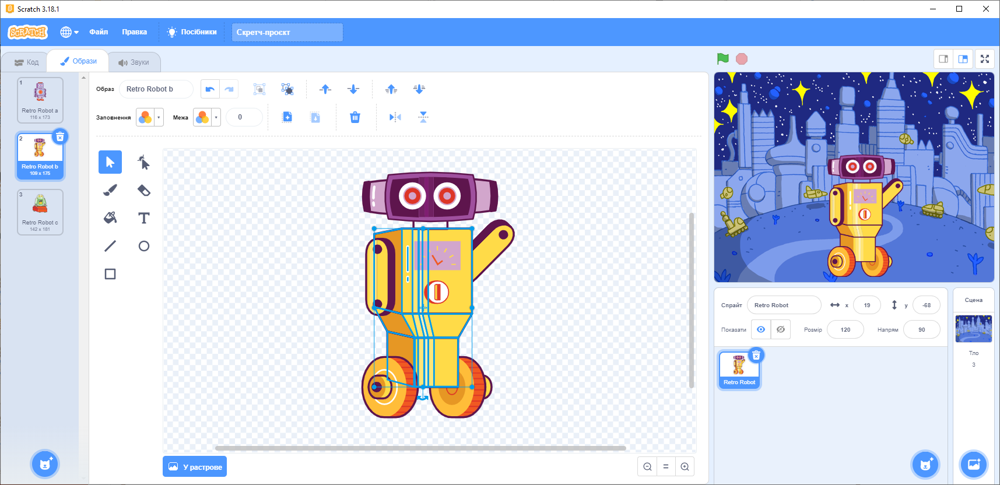 Scratch 3.18.1
SCRATCH
Файл
Правка
Посібники
Скретч-проєкт
Код
Образи
Звуки
1
Retro Robot a
116 x 173
2
Retro Robot b
109 x 175
3
Retro Robot c
142 x 181
Образ
Retro Robot b
Заповнення
Межа
0
T
У растрове
Спрайт
Retro Robot
x
19
y
-68
Показати
Розмір
120
Напрям
90
Retro Robot
Сцена
Тло
3